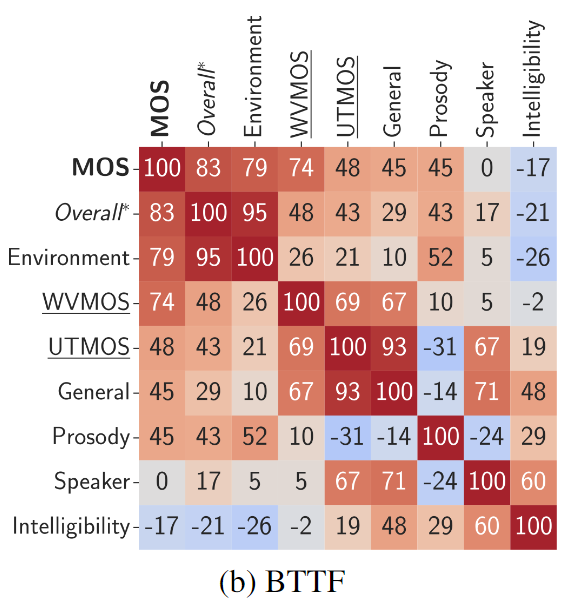 MOS Overall* Environment WVMOS UTMOS General Prosody Speaker Intelligibility
MOS 100 83 79 74 48 45 45 0 -17
Overall* 83 100 95 48 43 29 43 17 -21
Environment 79 95 100 26 21 10 52 5 -26
WVMOS 74 48 26 100 69 67 10 5 -2
UTMOS 48 43 21 69 100 93 -31 67 19
General 45 29 10 67 93 100 -14 71 48
Prosody 45 43 52 10 -31 -14 100 -24 29
Speaker 0 17 5 5 67 71 -24 100 60
Intelligibility -17 -21 -26 -2 19 48 29 60 100
(b) BTTF